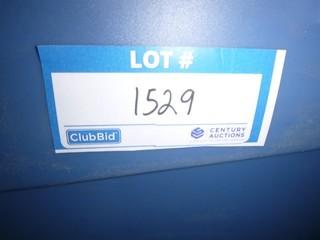 LOT #
1529
ClubBid
CENTURY
AUCTIONS